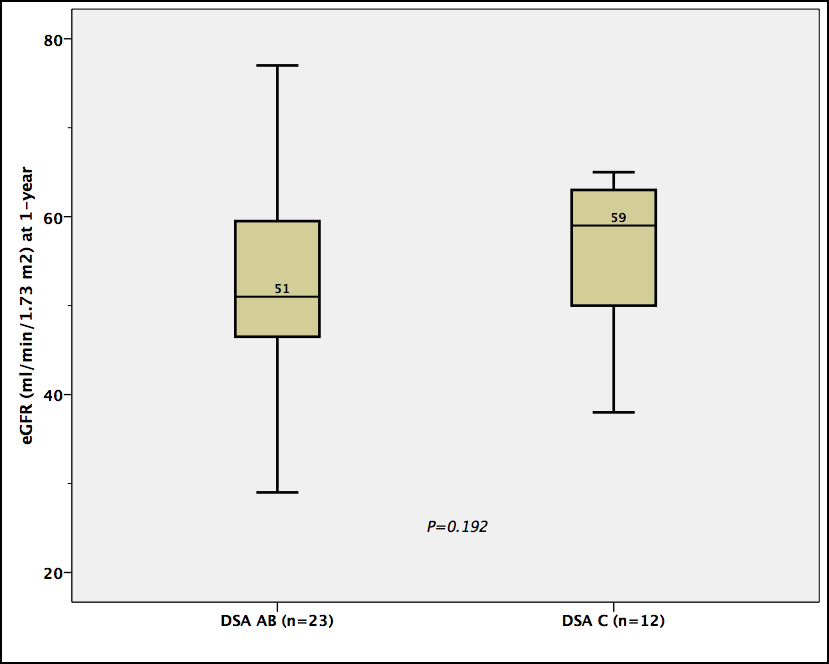 eGFR (ml/min/1.73 m2) at 1-year
80
60
40
20
51
59
P=0.192
DSA AB (n=23)
DSA C (n=12)